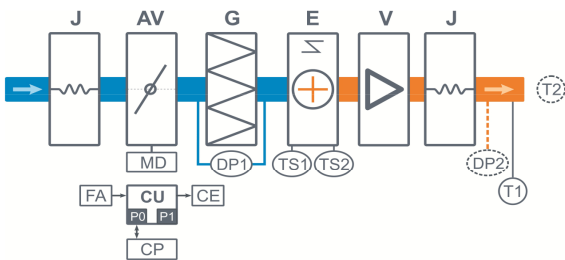 J AV G E V J
T2
MD DP1 TS1 TS2 DP2
FA CU CE T1
P0 P1
CP